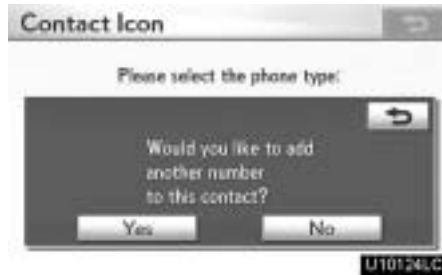 Contact Icon
Please select the phone type:
Would you like to add
another number
to this contact?
Yes No
U10124LC